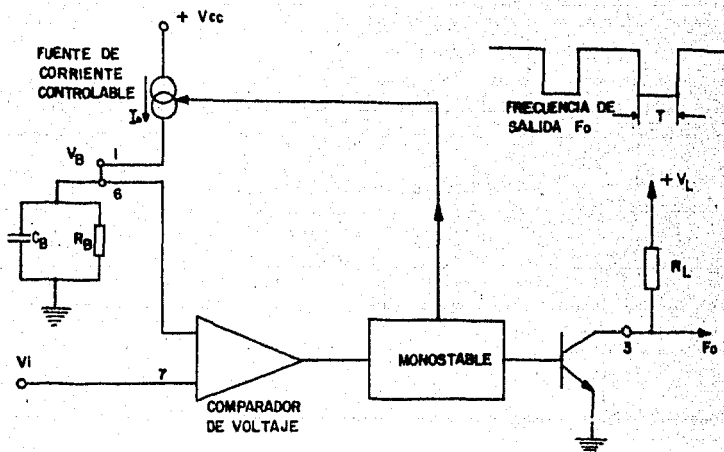 + Vcc
FUENTE DE
CORRIENTE
CONTROLABLE
Io
FRECUENCIA DE
SALIDA Fo
T
VB
1
6
CB
RB
+ VL
RL
Vi
7
COMPARADOR
DE VOLTAJE
MONOSTABLE
3
Fo